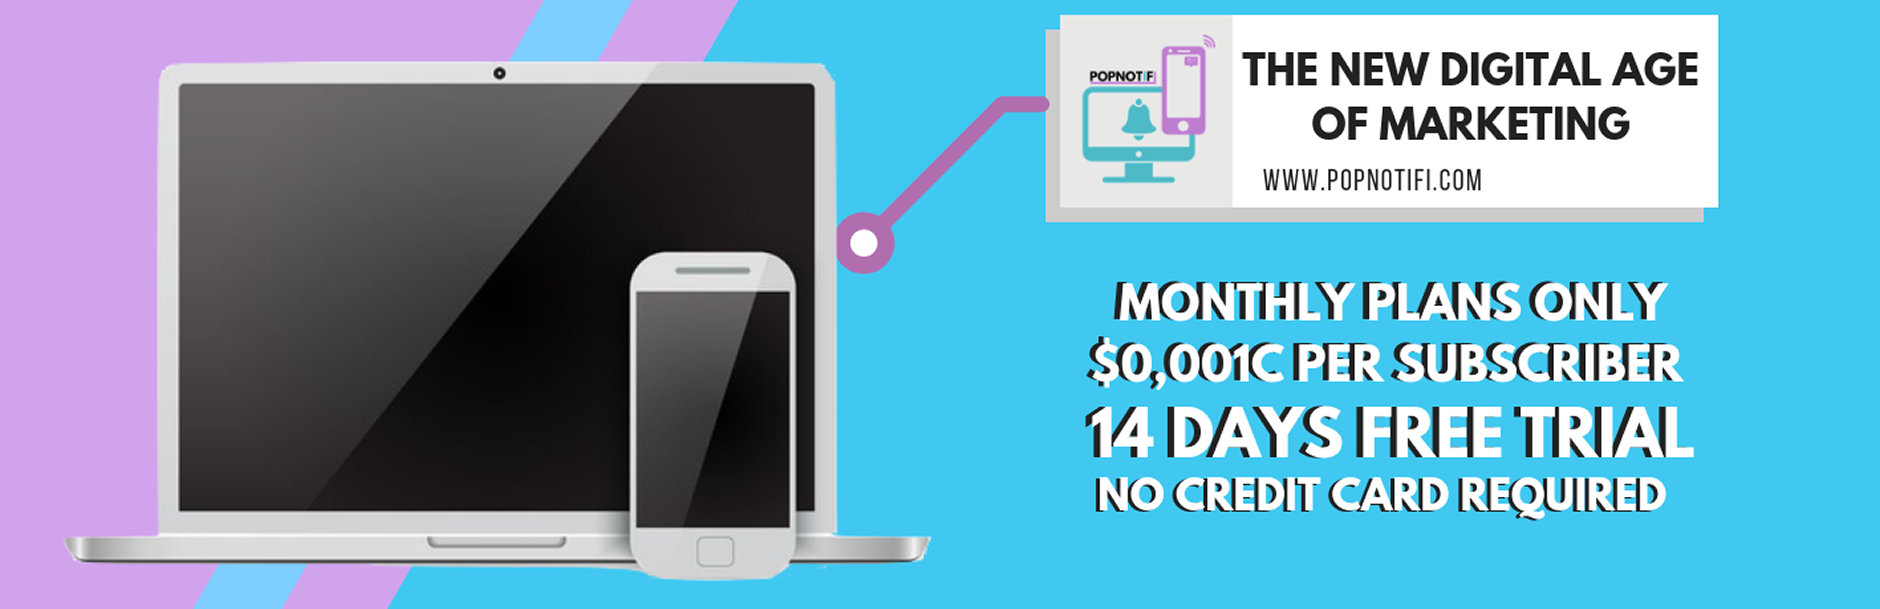 POPNOTIFI
THE NEW DIGITAL AGE
OF MARKETING
WWW.POPNOTIFI.COM
MONTHLY PLANS ONLY
$0,001C PER SUBSCRIBER
14 DAYS FREE TRIAL
NO CREDIT CARD REQUIRED